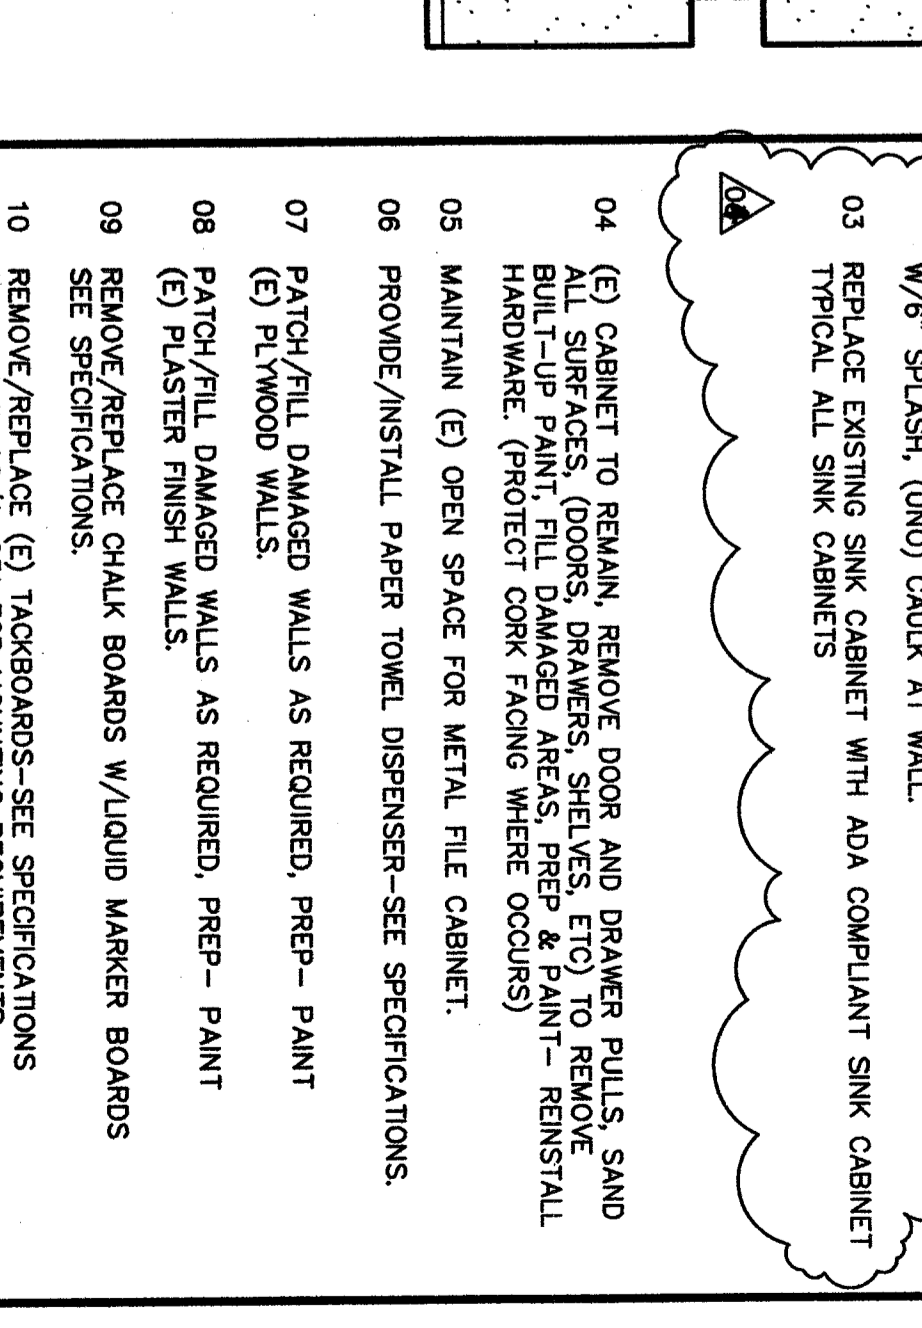 W/6" SPLASH, (UNO) CAULK AT WALL.
03 REPLACE EXISTING SINK CABINET WITH ADA COMPLIANT SINK CABINET
TYPICAL ALL SINK CABINETS
04 (E) CABINET TO REMAIN, REMOVE DOOR AND DRAWER PULLS, SAND
ALL SURFACES, (DOORS, DRAWERS, SHELVES, ETC) TO REMOVE
BUILT-UP PAINT, FILL DAMAGED AREAS, PREP & PAINT- REINSTALL
HARDWARE. (PROTECT CORK FACING WHERE OCCURS)
05 MAINTAIN (E) OPEN SPACE FOR METAL FILE CABINET.
06 PROVIDE/INSTALL PAPER TOWEL DISPENSER-SEE SPECIFICATIONS.
07 PATCH/FILL DAMAGED WALLS AS REQUIRED, PREP- PAINT
(E) PLYWOOD WALLS.
08 PATCH/FILL DAMAGED WALLS AS REQUIRED, PREP- PAINT
(E) PLASTER FINISH WALLS.
09 REMOVE/REPLACE CHALK BOARDS W/LIQUID MARKER BOARDS
SEE SPECIFICATIONS.
10 REMOVE/REPLACE (E) TACKBOARDS-SEE SPECIFICATIONS